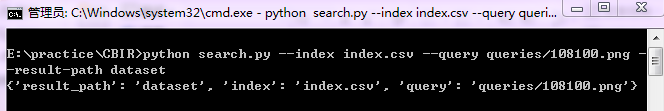 管理员: C:\Windows\system32\cmd.exe - python  search.py --index index.csv --query queri...
E:\practice\CBIR>python search.py --index index.csv --query queries/108100.png -
-result-path dataset
{'result_path': 'dataset', 'index': 'index.csv', 'query': 'queries/108100.png'}